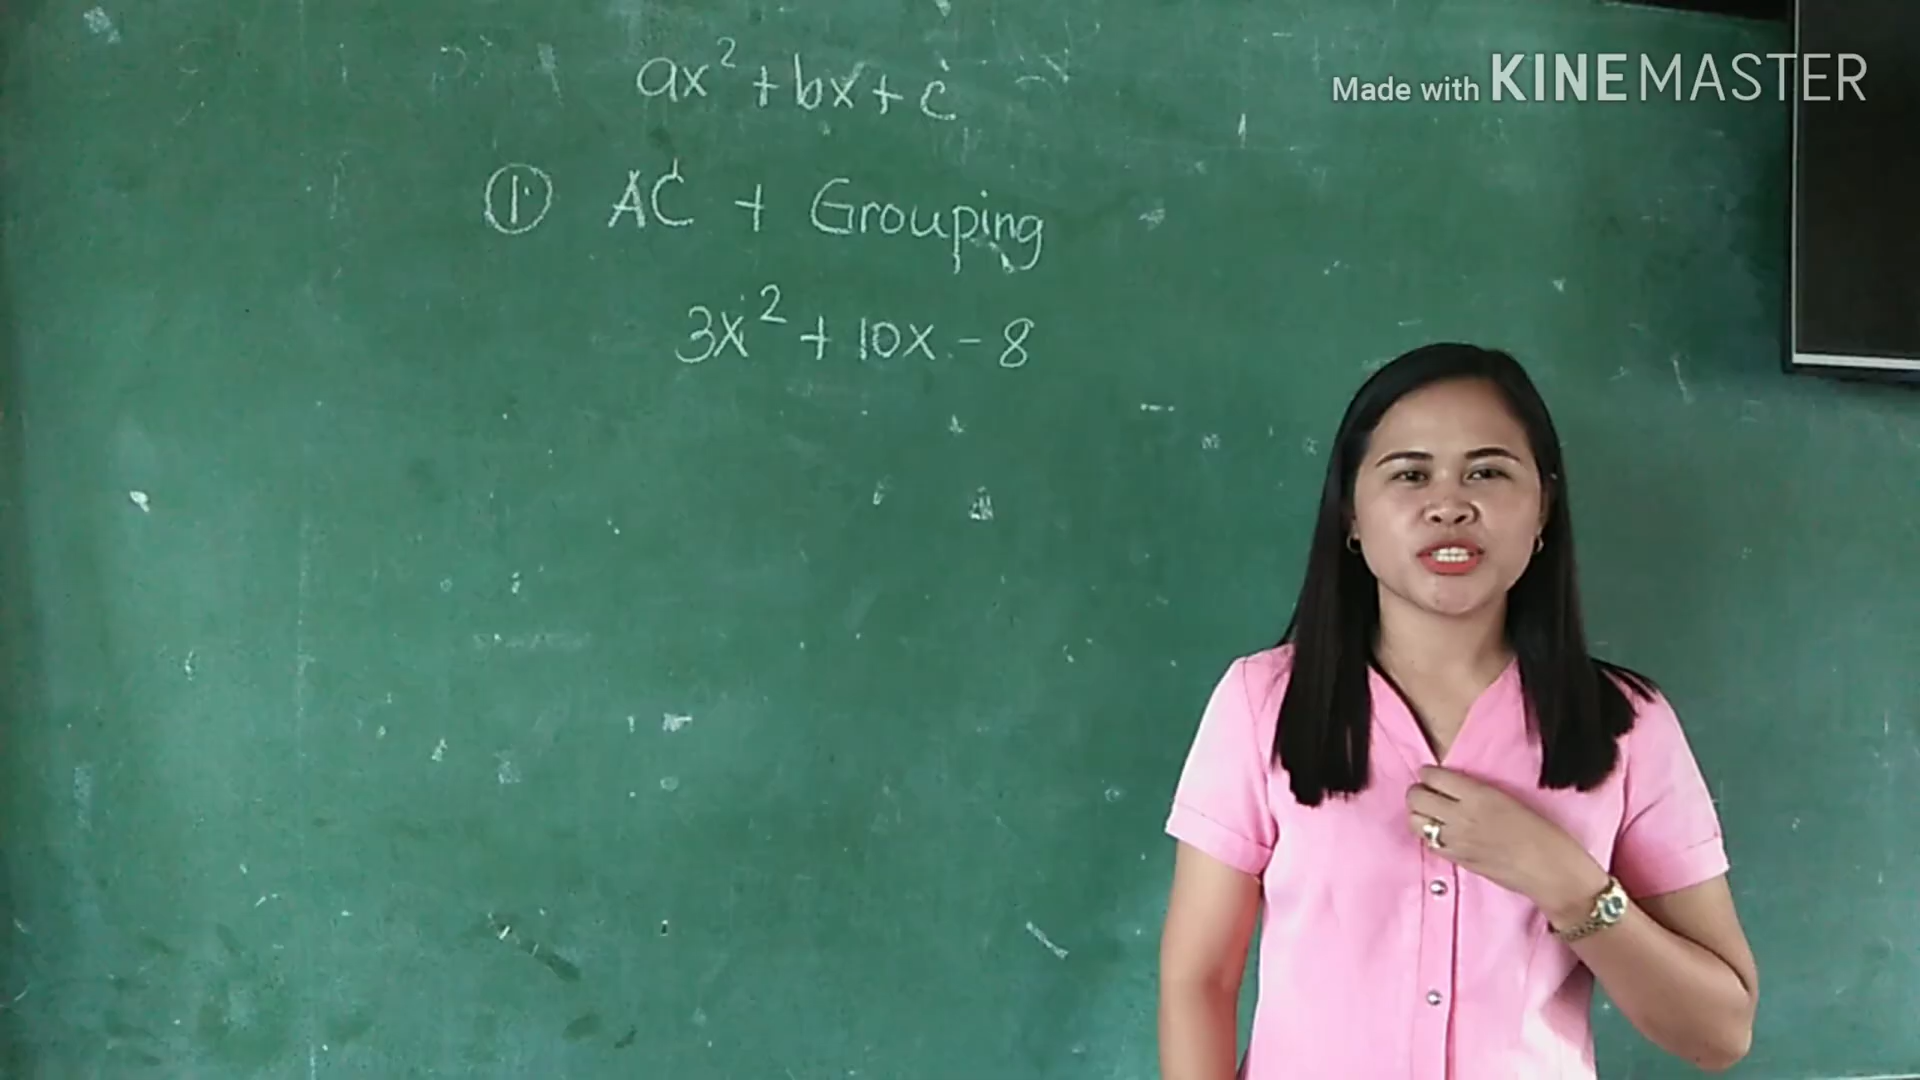 ax² + bx + c
Made with KINEMASTER
① AC + Grouping
3x² + 10x - 8